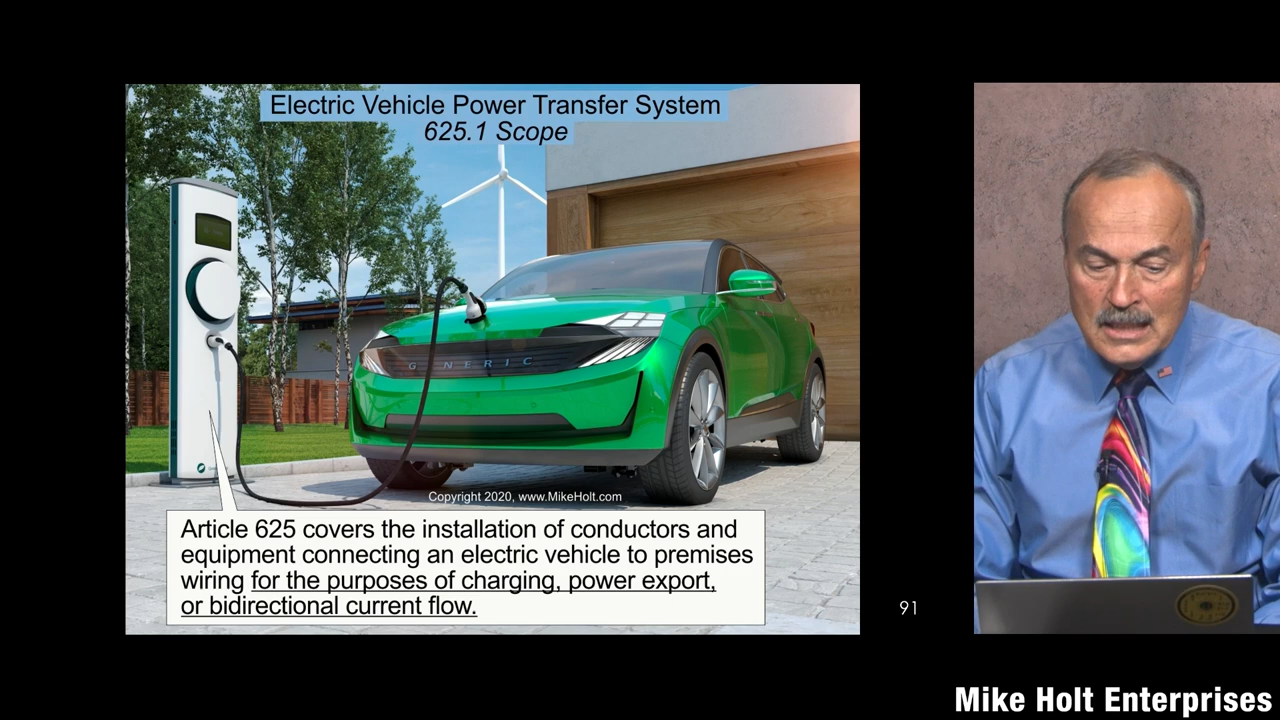 Electric Vehicle Power Transfer System
625.1 Scope
G NERIC
Copyright 2020, www.MikeHolt.com
Article 625 covers the installation of conductors and
equipment connecting an electric vehicle to premises
wiring for the purposes of charging, power export,
or bidirectional current flow.
91
Mike Holt Enterprises